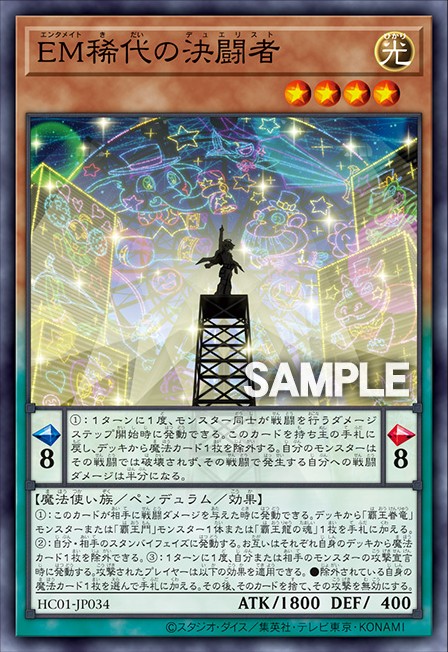 エンタメイト きだい デュエリスト
EM稀代の決闘者
ひかり
光
SAMPLE
①：1ターンに1度、モンスター同士が戦闘を行うダメージ
ステップ開始時に発動できる。このカードを持ち主の手札に
戻し、デッキから魔法カード1枚を除外する。自分のモンスターは
その戦闘では破壊されず、その戦闘で発生する自分への戦闘
ダメージは半分になる。
8
8
【魔法使い族／ペンデュラム／効果】
①：このカードが相手に戦闘ダメージを与えた時に発動できる。デッキから「覇王眷竜」
モンスターまたは「覇王門」モンスター1体または「覇王龍の魂」1枚を手札に加える。
②：自分・相手のスタンバイフェイズに発動する。お互いはそれぞれ自身のデッキから魔法
カード1枚を除外できる。③：1ターンに1度、自分または相手のモンスターの攻撃宣言
時に発動する。攻撃されたプレイヤーは以下の効果を適用できる。●除外されている自身の
魔法カード1枚を選んで手札に加える。その後、そのカードを捨て、その攻撃を無効にする。
HC01-JP034 ATK/1800 DEF/ 400
©スタジオ・ダイス／集英社・テレビ東京・KONAMI